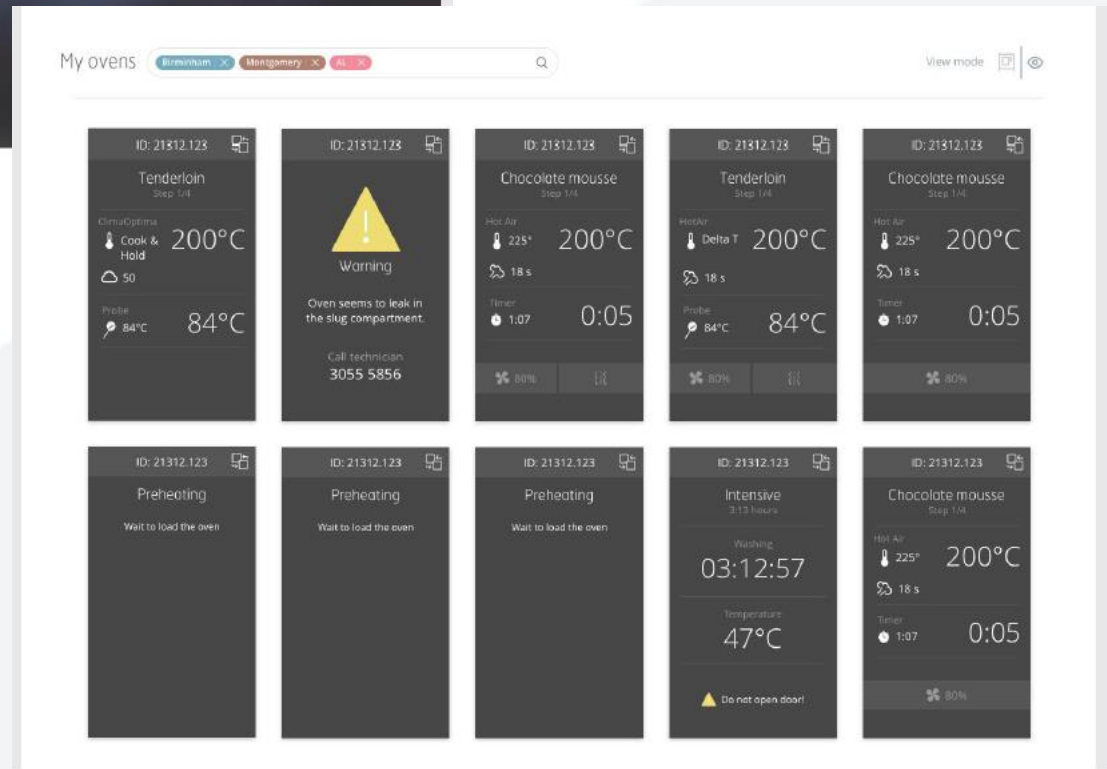 My ovens
Birminham X
Montgomery X
AL X
View mode
ID: 21312.123
Tenderloin
Step 1/4
ClimaOptima
Cook & Hold
200°C
50
Probe
84°C
84°C
ID: 21312.123
Warning
Oven seems to leak in
the slug compartment.
Call technician
3055 5856
ID: 21312.123
Chocolate mousse
Step 1/4
Hot Air
225°
200°C
18 s
Timer
1:07
0:05
80%
ID: 21312.123
Tenderloin
Step 1/4
HotAir
Delta T
200°C
18 s
Probe
84°C
84°C
80%
ID: 21312.123
Chocolate mousse
Step 1/4
Hot Air
225°
200°C
18 s
Timer
1:07
0:05
80%
ID: 21312.123
Preheating
Wait to load the oven
ID: 21312.123
Preheating
Wait to load the oven
ID: 21312.123
Preheating
Wait to load the oven
ID: 21312.123
Intensive
3:13 hours
Washing
03:12:57
Temperature
47°C
Do not open door!
ID: 21312.123
Chocolate mousse
Step 1/4
Hot Air
225°
200°C
18 s
Timer
1:07
0:05
80%